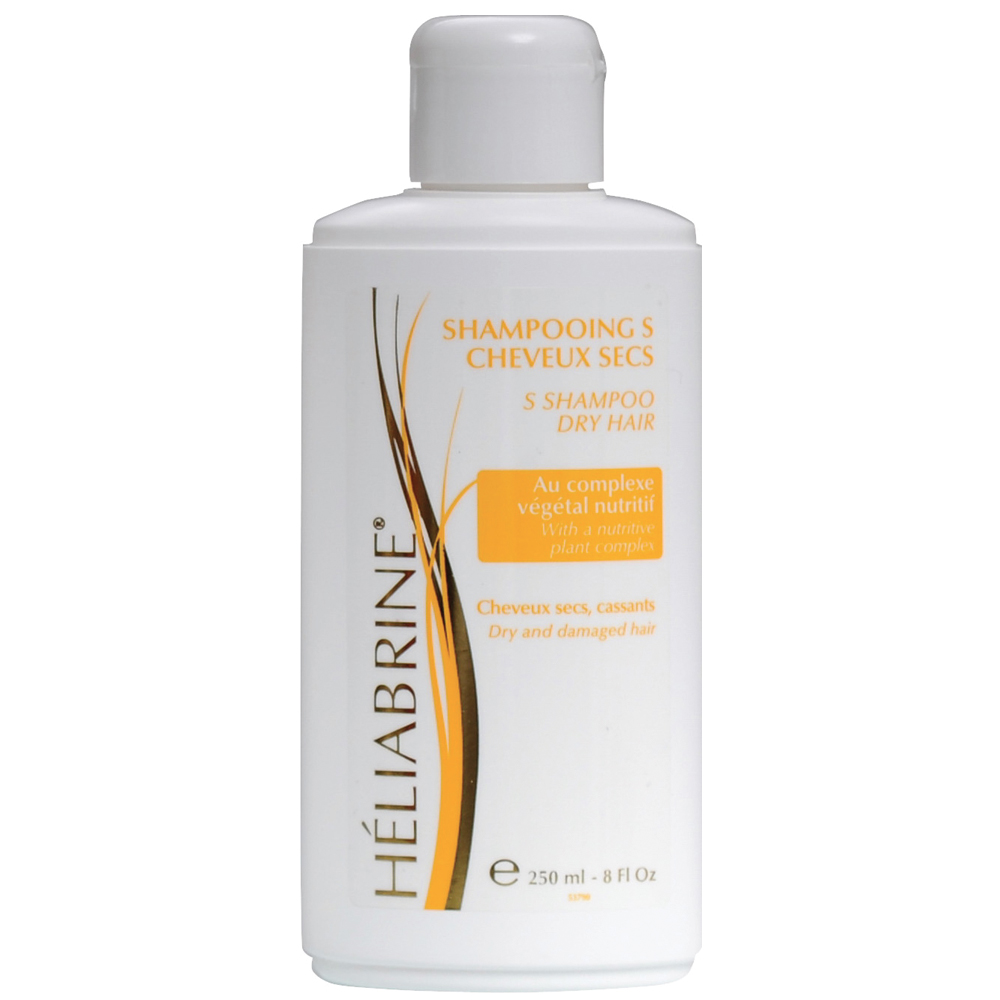 SHAMPOOING S
CHEVEUX SECS
S SHAMPOO
DRY HAIR
Au complexe
végétal nutritif
With a nutritive
plant complex
Cheveux secs, cassants
Dry and damaged hair
HÉLIABRINE®
℮ 250 ml - 8 Fl Oz